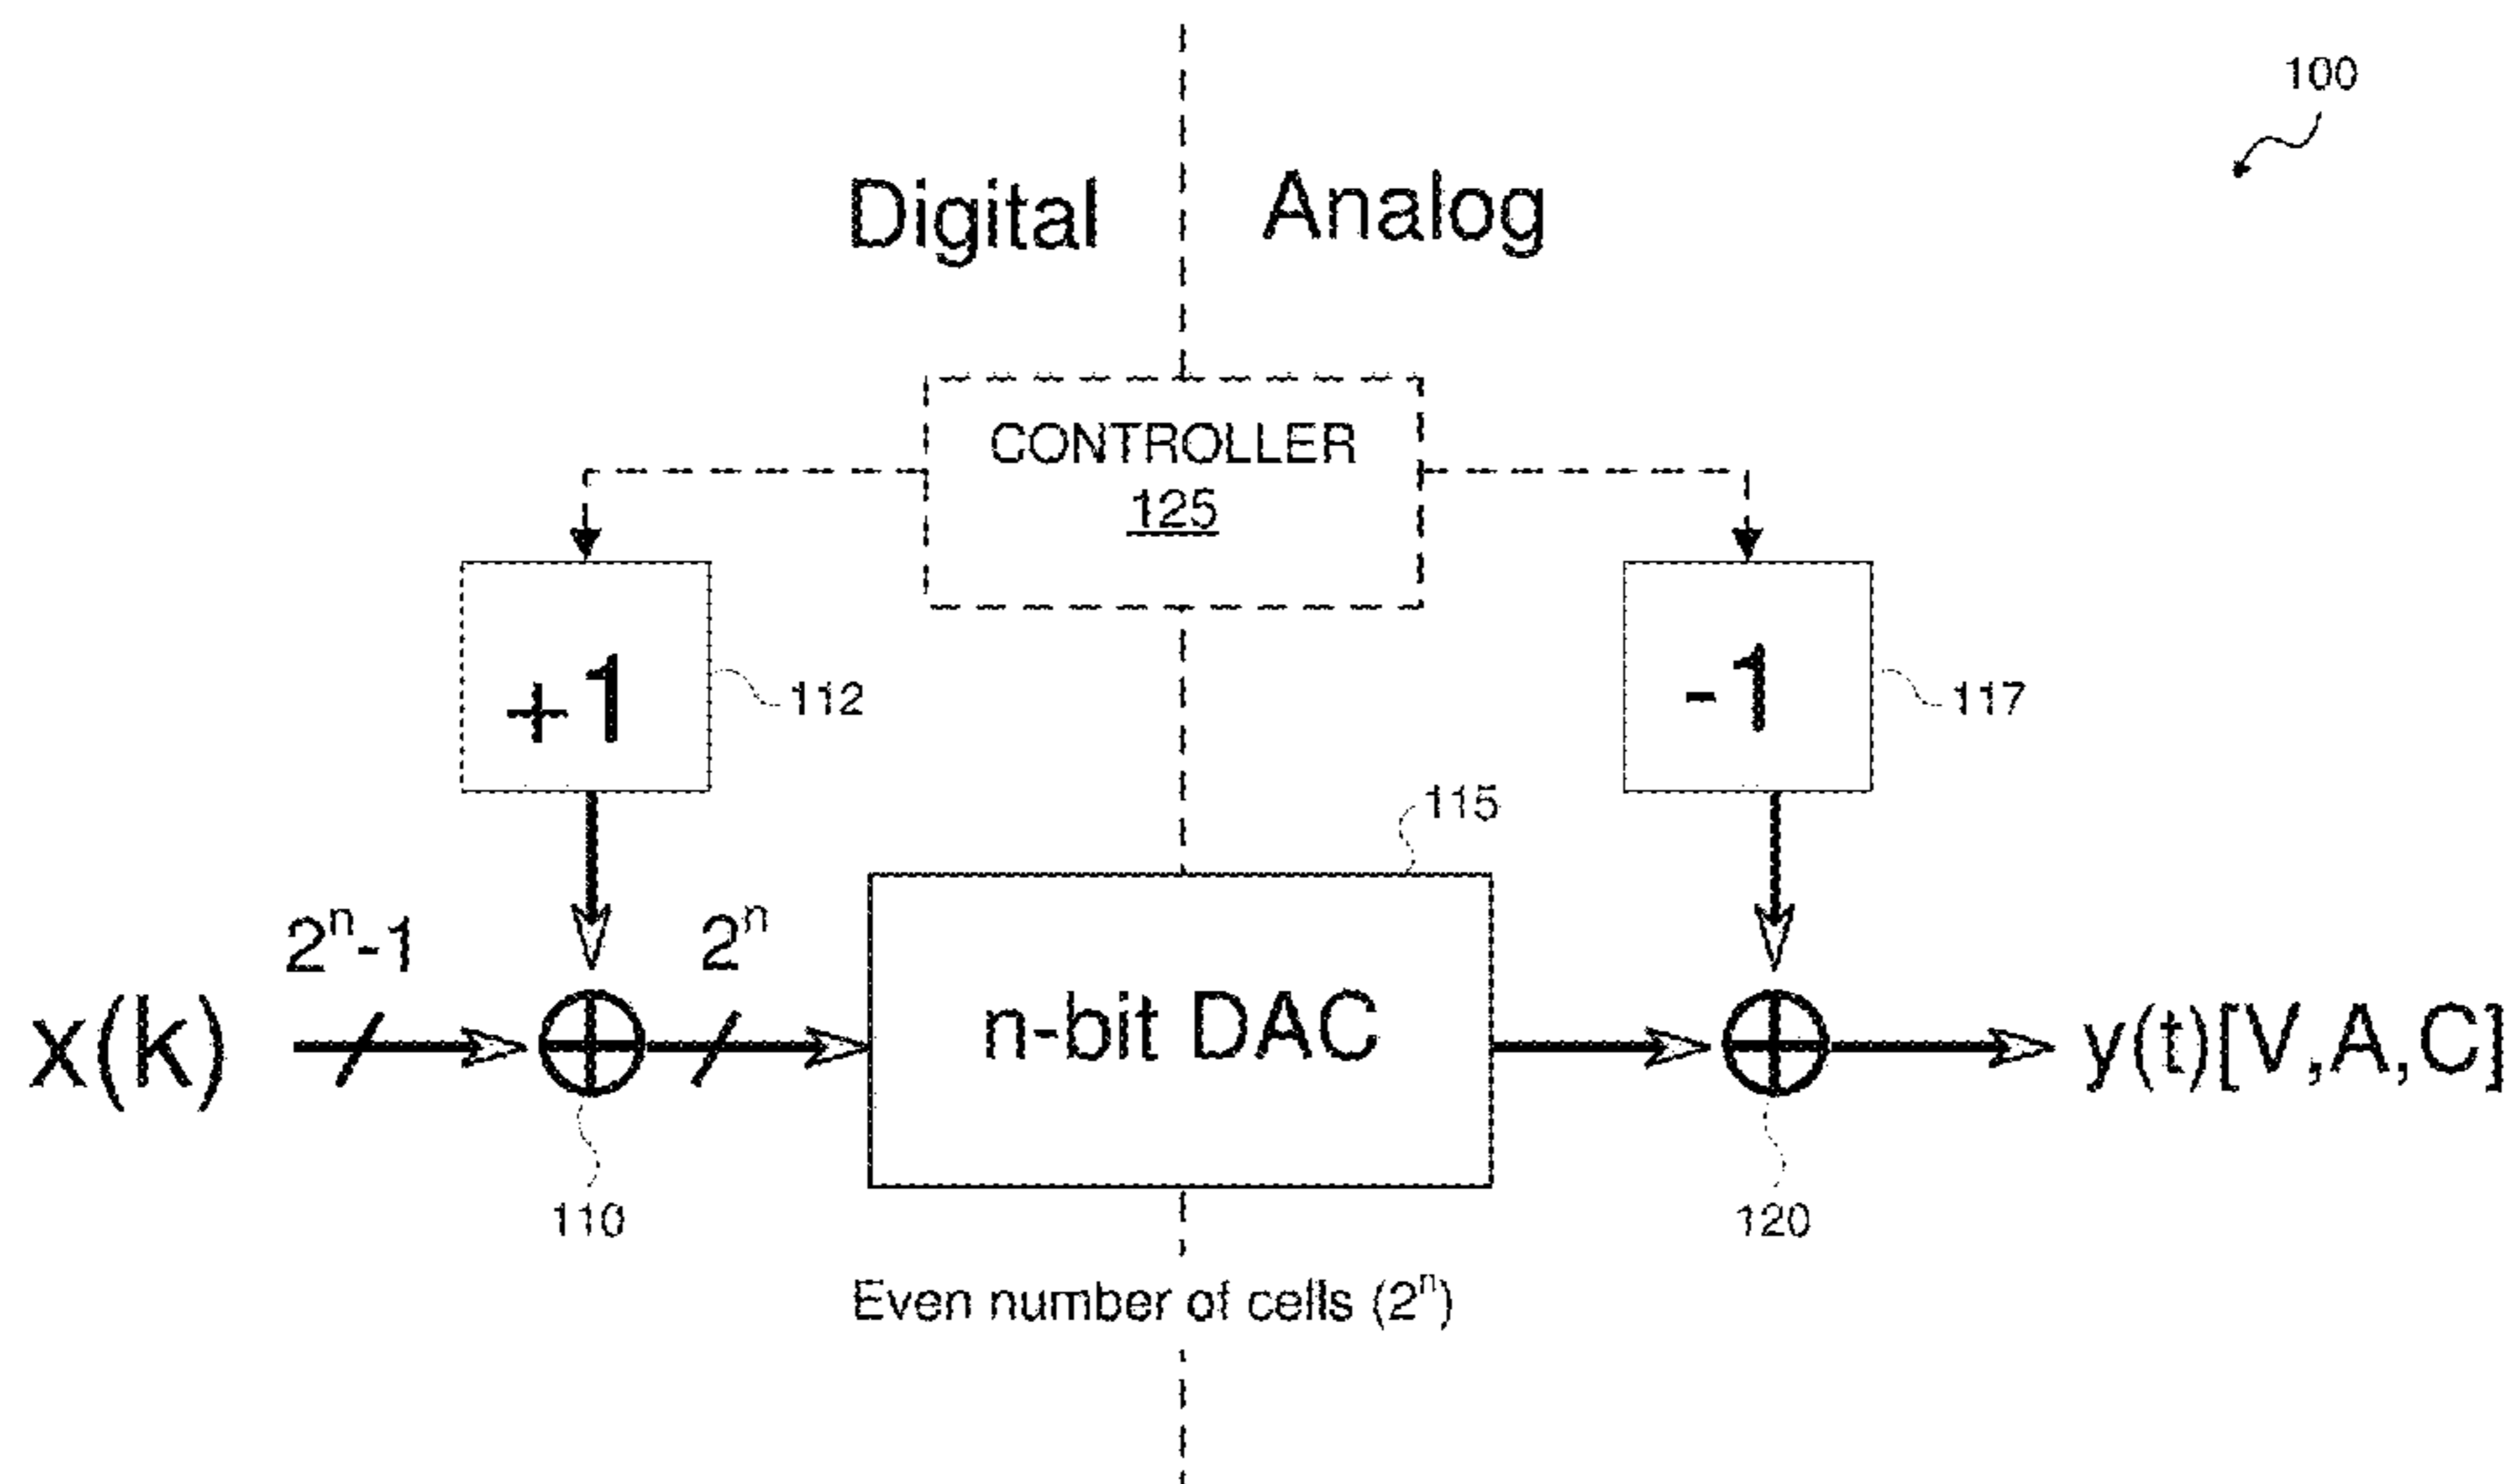 100
Digital
Analog
CONTROLLER
125
+1
112
-1
117
115
2ⁿ-1
2ⁿ
x(k)
n-bit DAC
y(t)[V,A,C]
110
120
Even number of cells (2ⁿ)